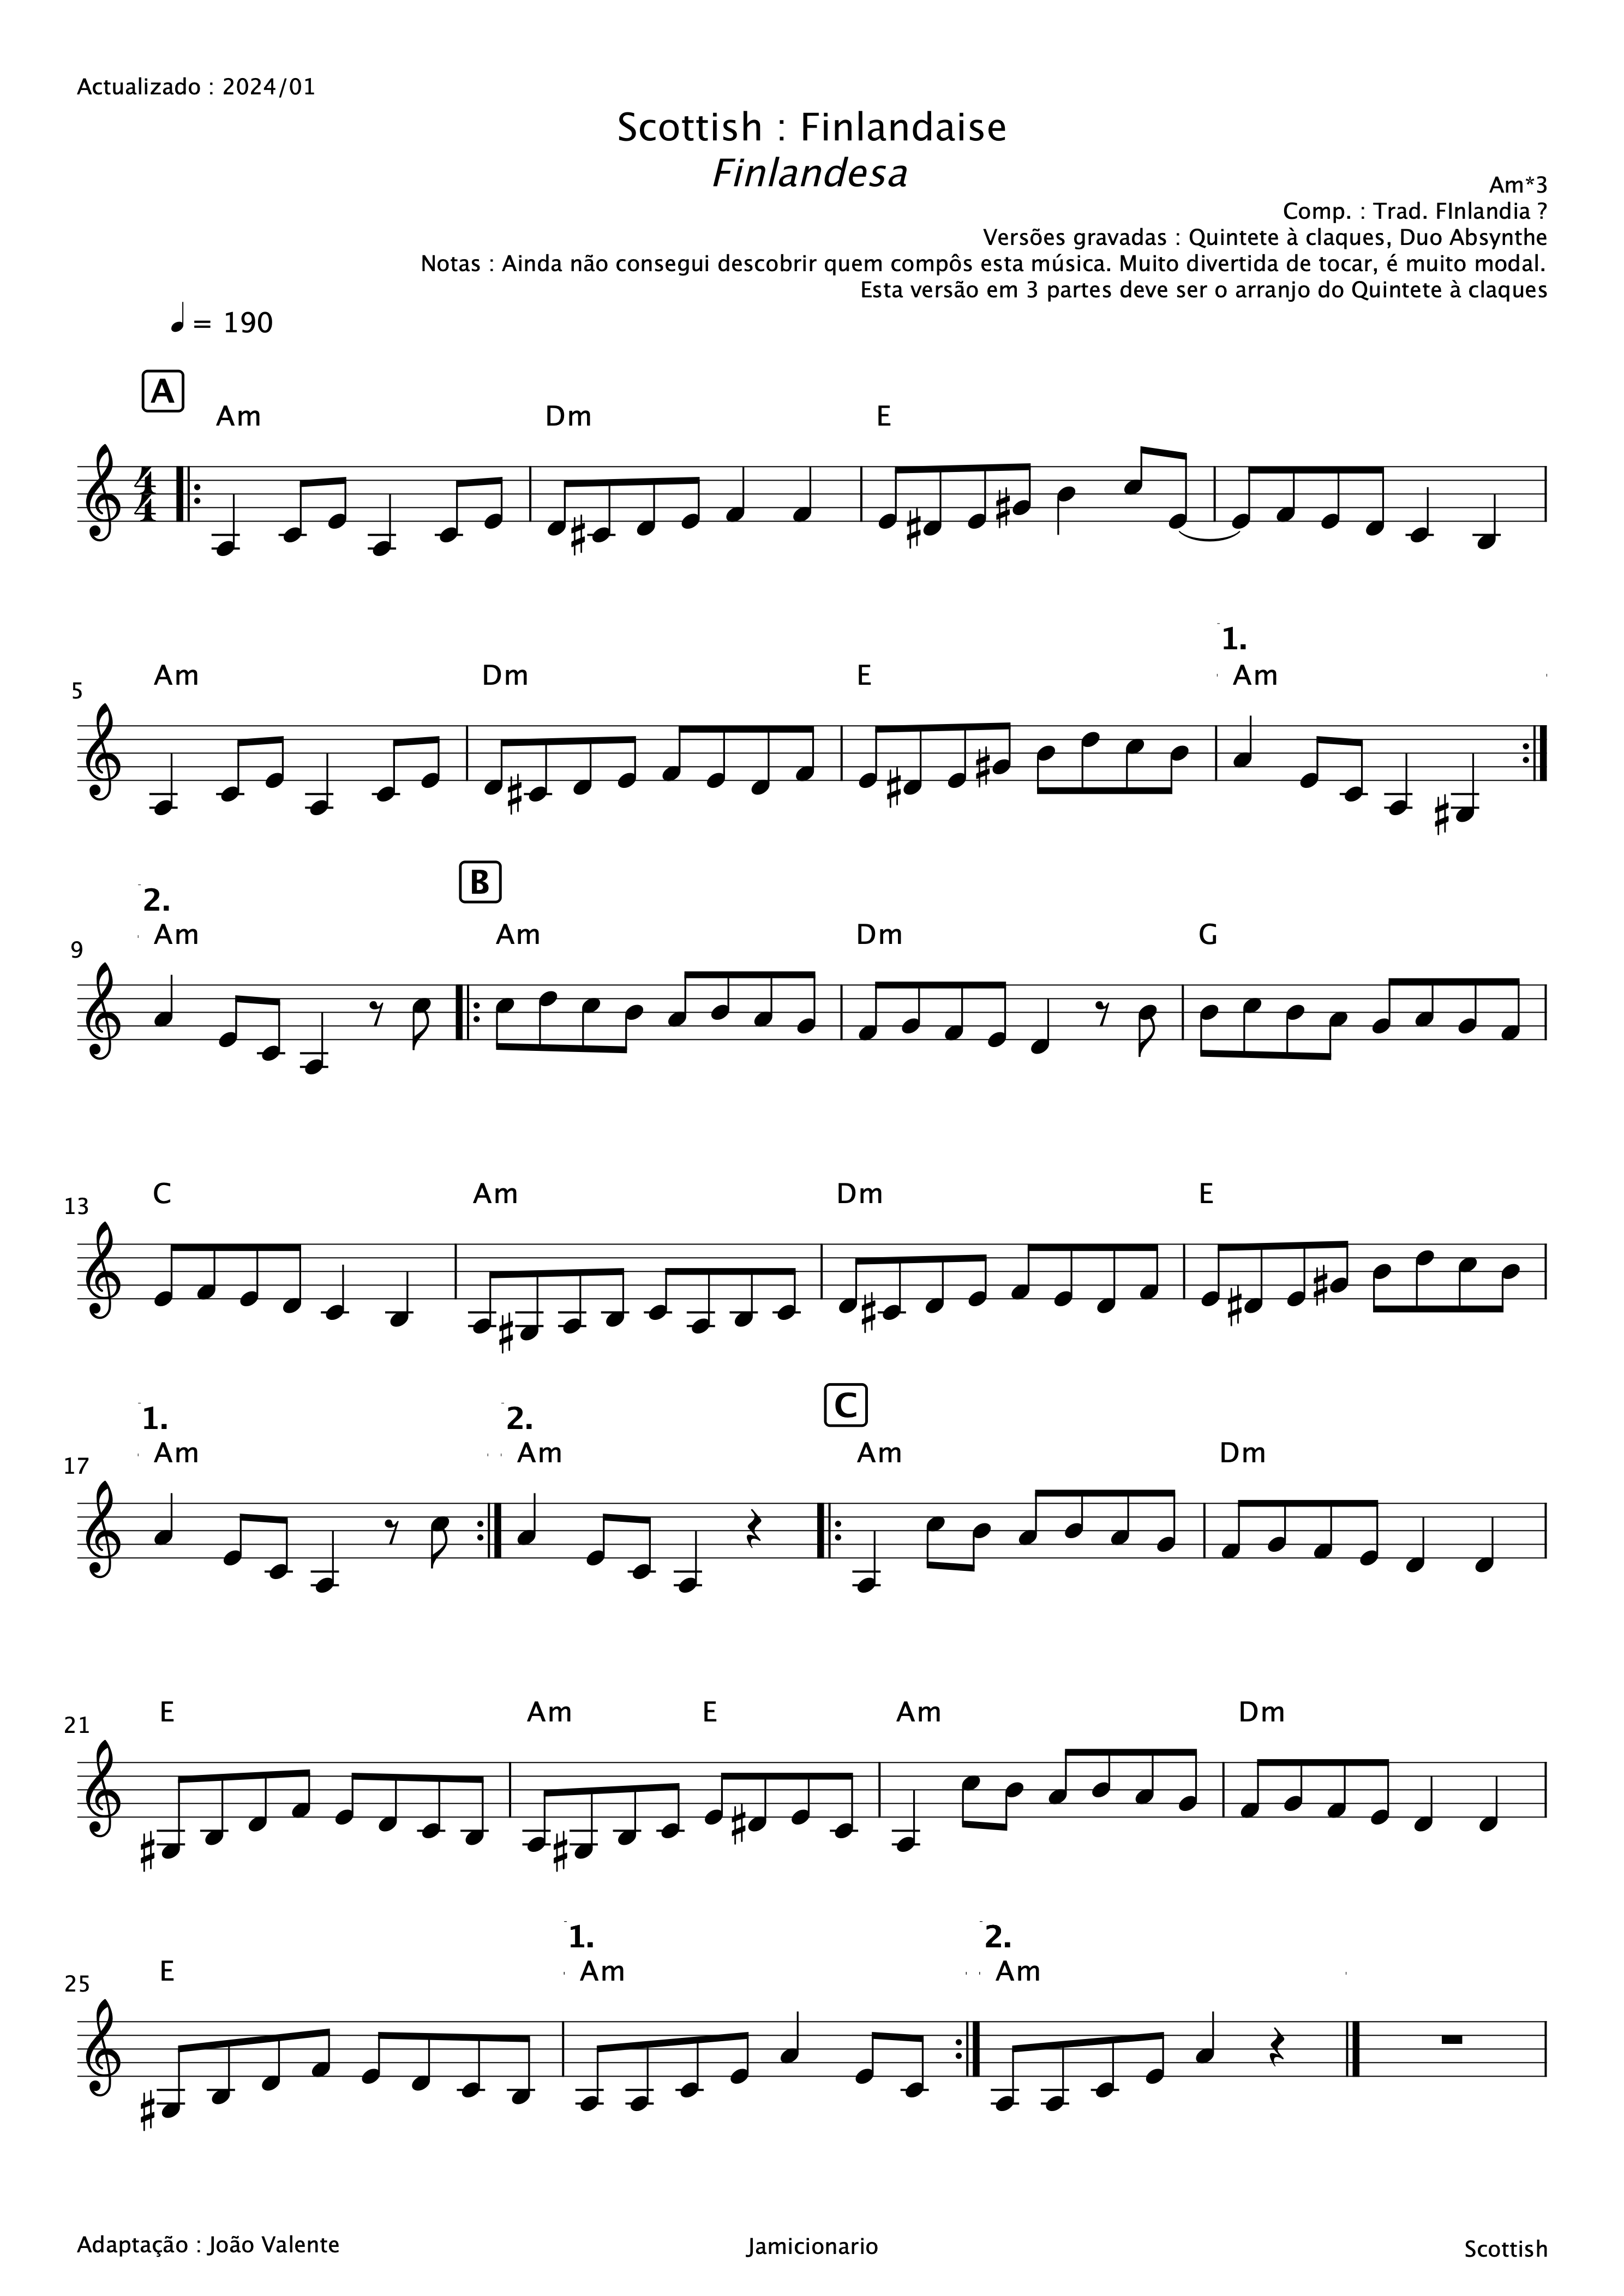 Actualizado : 2024/01
Scottish : Finlandaise
Finlandesa
Am*3
Comp. : Trad. FInlandia ?
Versões gravadas : Quintete à claques, Duo Absynthe
Notas : Ainda não consegui descobrir quem compôs esta música. Muito divertida de tocar, é muito modal.
Esta versão em 3 partes deve ser o arranjo do Quintete à claques
= 190
A
Am Dm E
4
4
1.
5 Am Dm E Am
2. B
9 Am Am Dm G
13 C Am Dm E
1. 2. C
17 Am Am Am Dm
21 E Am E Am Dm
1. 2.
25 E Am Am
Adaptação : João Valente Jamicionario Scottish